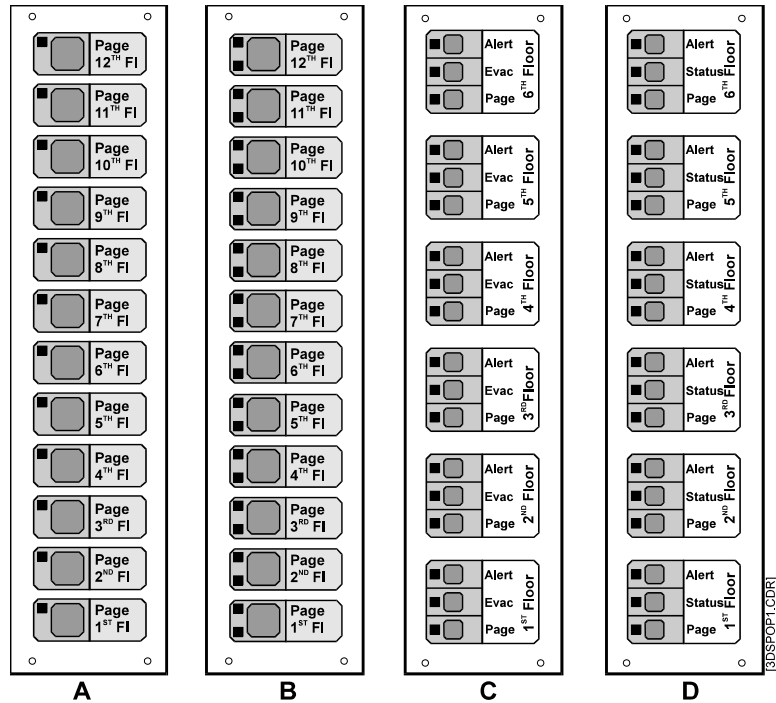 Page
12TH Fl
Page
11TH Fl
Page
10TH Fl
Page
9TH Fl
Page
8TH Fl
Page
7TH Fl
Page
6TH Fl
Page
5TH Fl
Page
4TH Fl
Page
3RD Fl
Page
2ND Fl
Page
1ST Fl
A
Page
12TH Fl
Page
11TH Fl
Page
10TH Fl
Page
9TH Fl
Page
8TH Fl
Page
7TH Fl
Page
6TH Fl
Page
5TH Fl
Page
4TH Fl
Page
3RD Fl
Page
2ND Fl
Page
1ST Fl
B
Alert
Evac
Page
6TH Floor
Alert
Evac
Page
5TH Floor
Alert
Evac
Page
4TH Floor
Alert
Evac
Page
3RD Floor
Alert
Evac
Page
2ND Floor
Alert
Evac
Page
1ST Floor
C
Alert
Status
Page
6TH Floor
Alert
Status
Page
5TH Floor
Alert
Status
Page
4TH Floor
Alert
Status
Page
3RD Floor
Alert
Status
Page
2ND Floor
Alert
Status
Page
1ST Floor
D
[3DSPOP1.CDR]